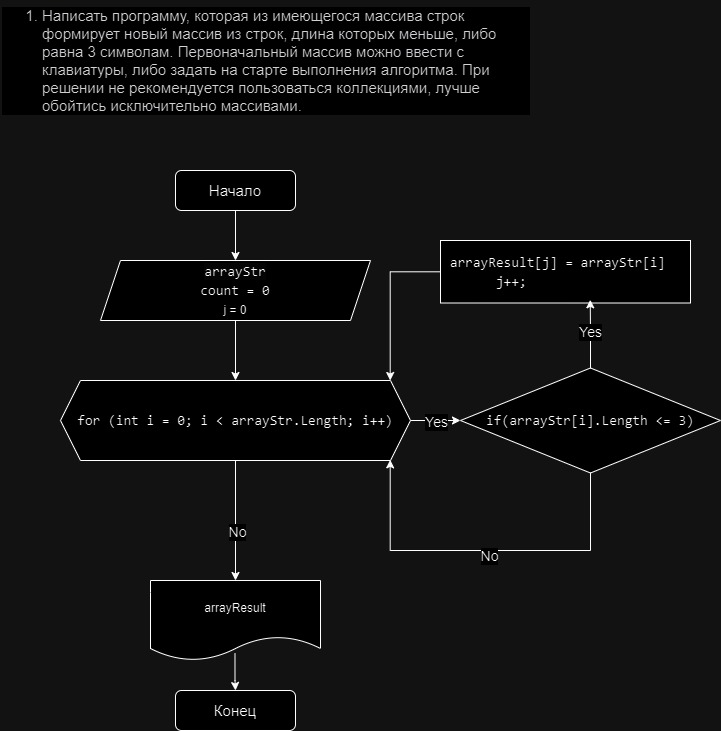 1. Написать программу, которая из имеющегося массива строк
формирует новый массив из строк, длина которых меньше, либо
равна 3 символам. Первоначальный массив можно ввести с
клавиатуры, либо задать на старте выполнения алгоритма. При
решении не рекомендуется пользоваться коллекциями, лучше
обойтись исключительно массивами.
Начало
arrayStr
count = 0
j = 0
arrayResult[j] = arrayStr[i]
j++;
Yes
for (int i = 0; i < arrayStr.Length; i++)
Yes
if(arrayStr[i].Length <= 3)
No
No
arrayResult
Конец